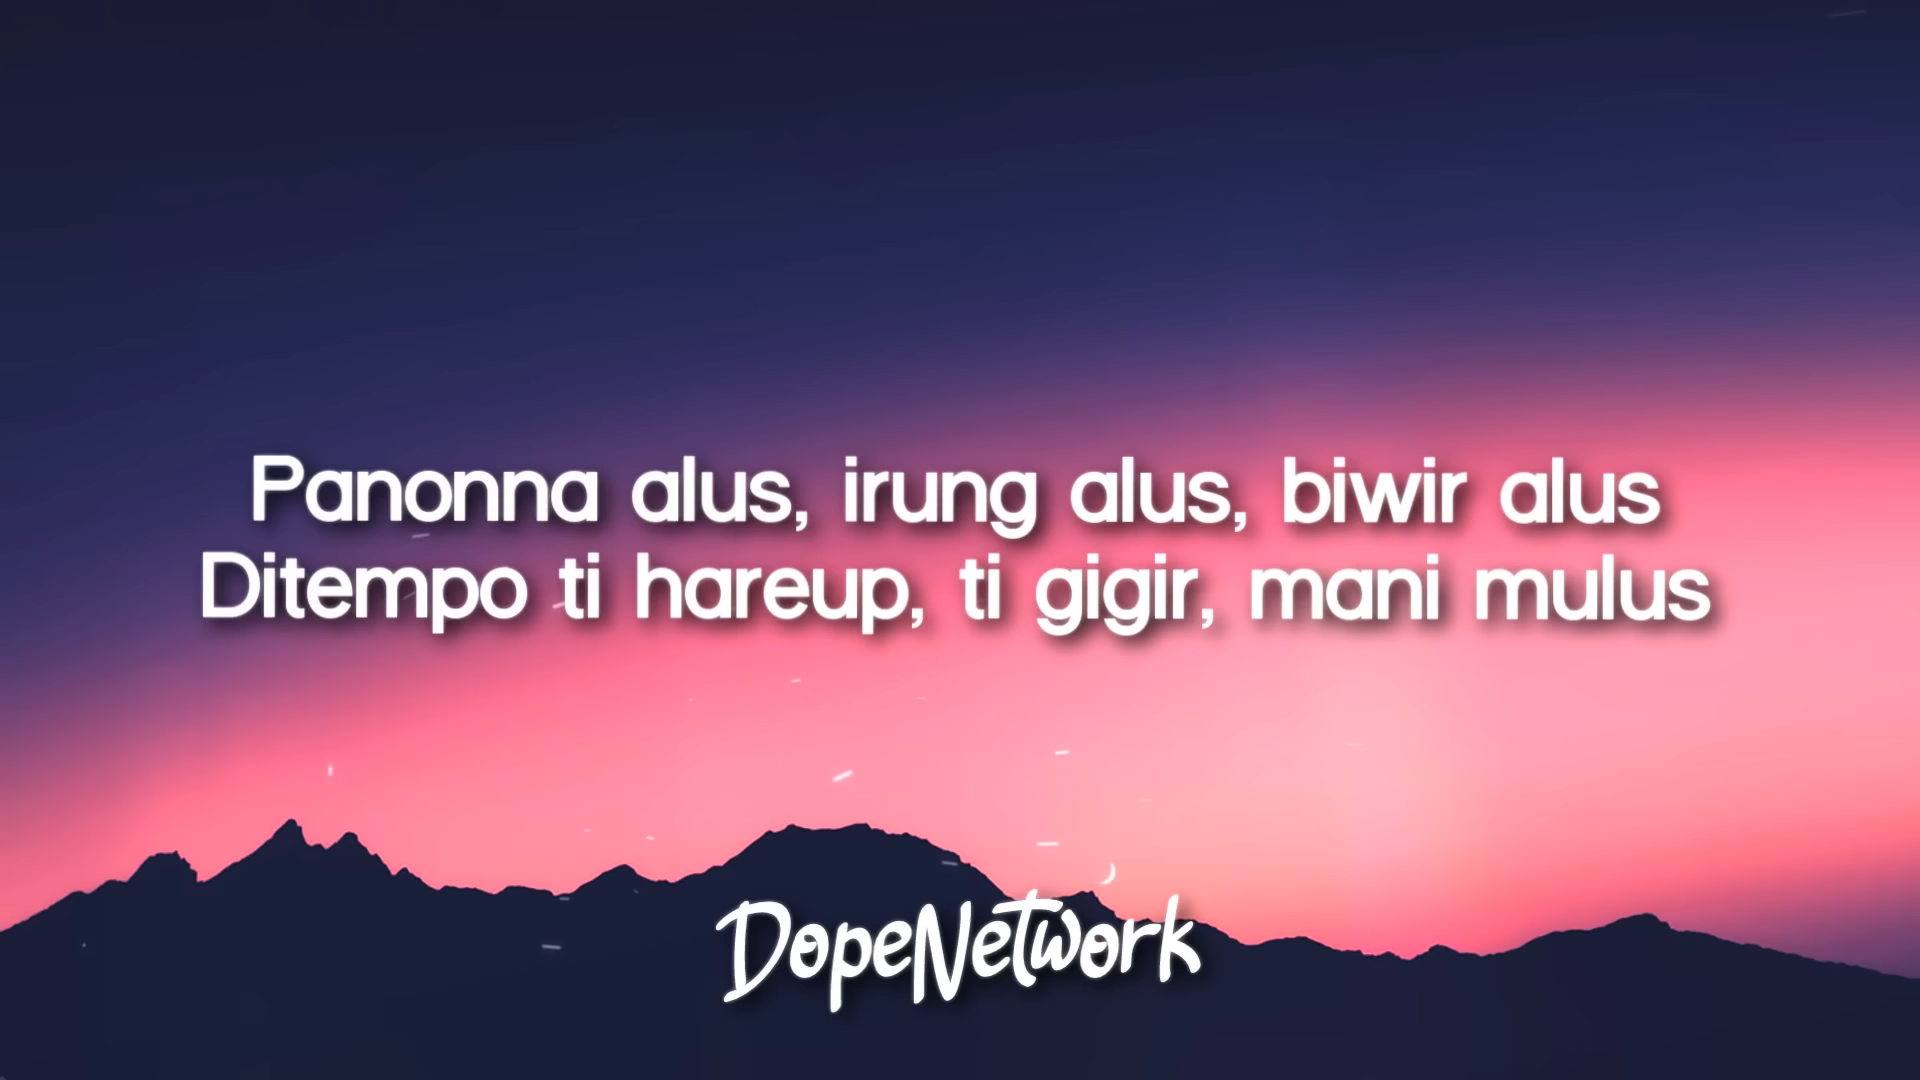 Panonna alus, irung alus, biwir alus
Ditempo ti hareup, ti gigir, mani mulus
DopeNetwork